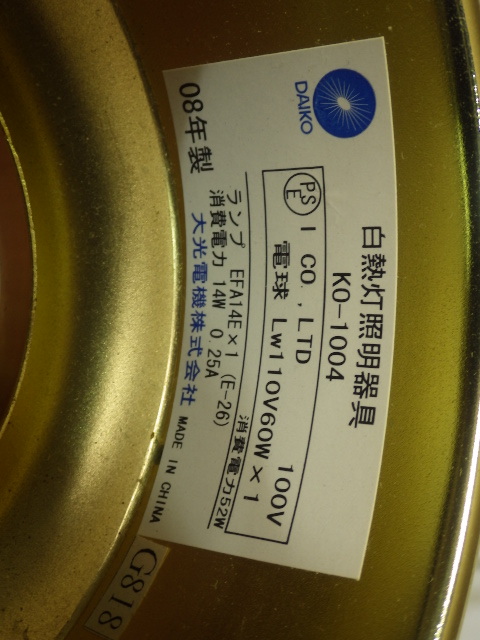 DAIKO
白熱灯照明器具
KO-1004
PS
E
I CO.,LTD
100V
電球 Lw110V60W×1
消費電力52W
ランプ EFA14E×1 (E-26)
消費電力 14W 0.25A
08年製
大光電機株式会社
MADE IN CHINA
G818